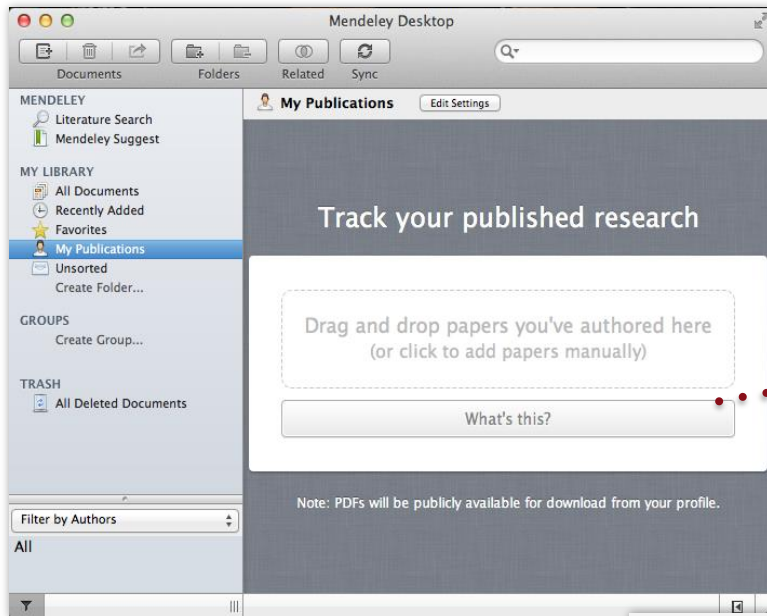 Mendeley Desktop
Documents Folders Related Sync
MENDELEY
Literature Search
Mendeley Suggest
MY LIBRARY
All Documents
Recently Added
Favorites
My Publications
Unsorted
Create Folder...
GROUPS
Create Group...
TRASH
All Deleted Documents
Filter by Authors
All
My Publications Edit Settings
Track your published research
Drag and drop papers you've authored here
(or click to add papers manually)
What's this?
Note: PDFs will be publicly available for download from your profile.